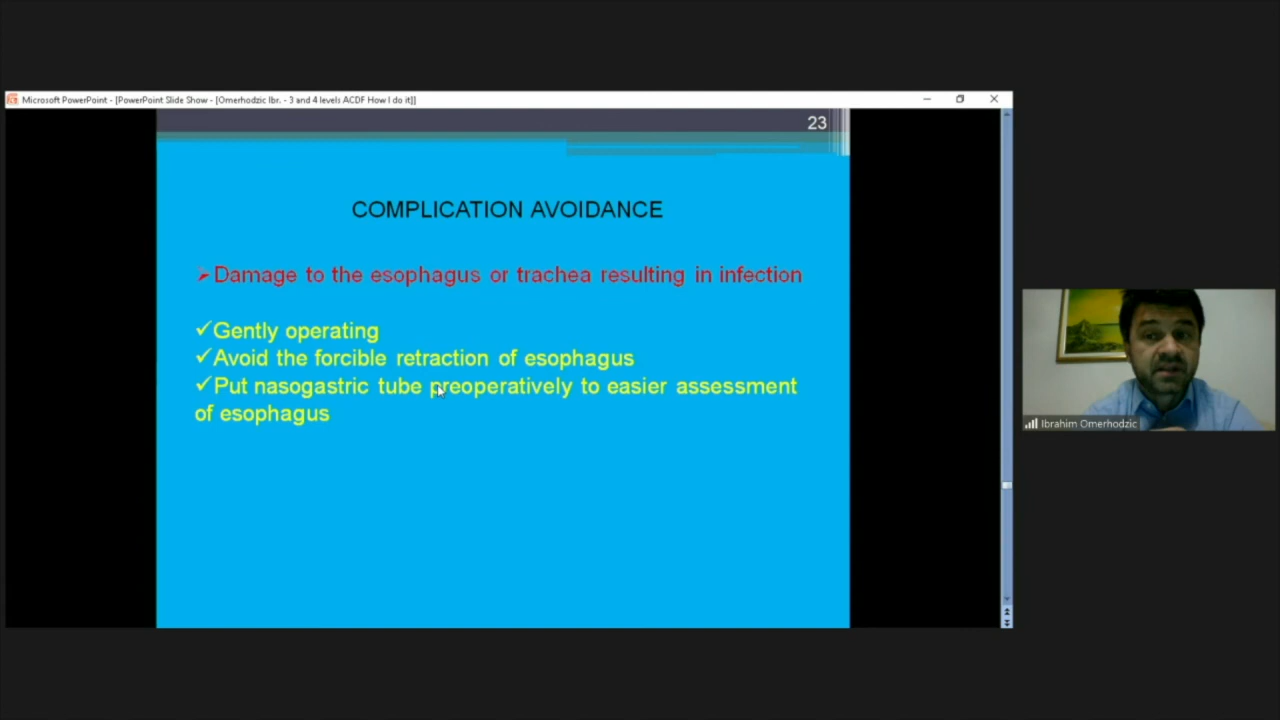 Microsoft PowerPoint - [PowerPoint Slide Show - [Omerhodzic Ibr. - 3 and 4 levels ACDF How I do it]]
23
COMPLICATION AVOIDANCE
➢Damage to the esophagus or trachea resulting in infection
✓Gently operating
✓Avoid the forcible retraction of esophagus
✓Put nasogastric tube preoperatively to easier assessment
of esophagus
Ibrahim Omerhodzic